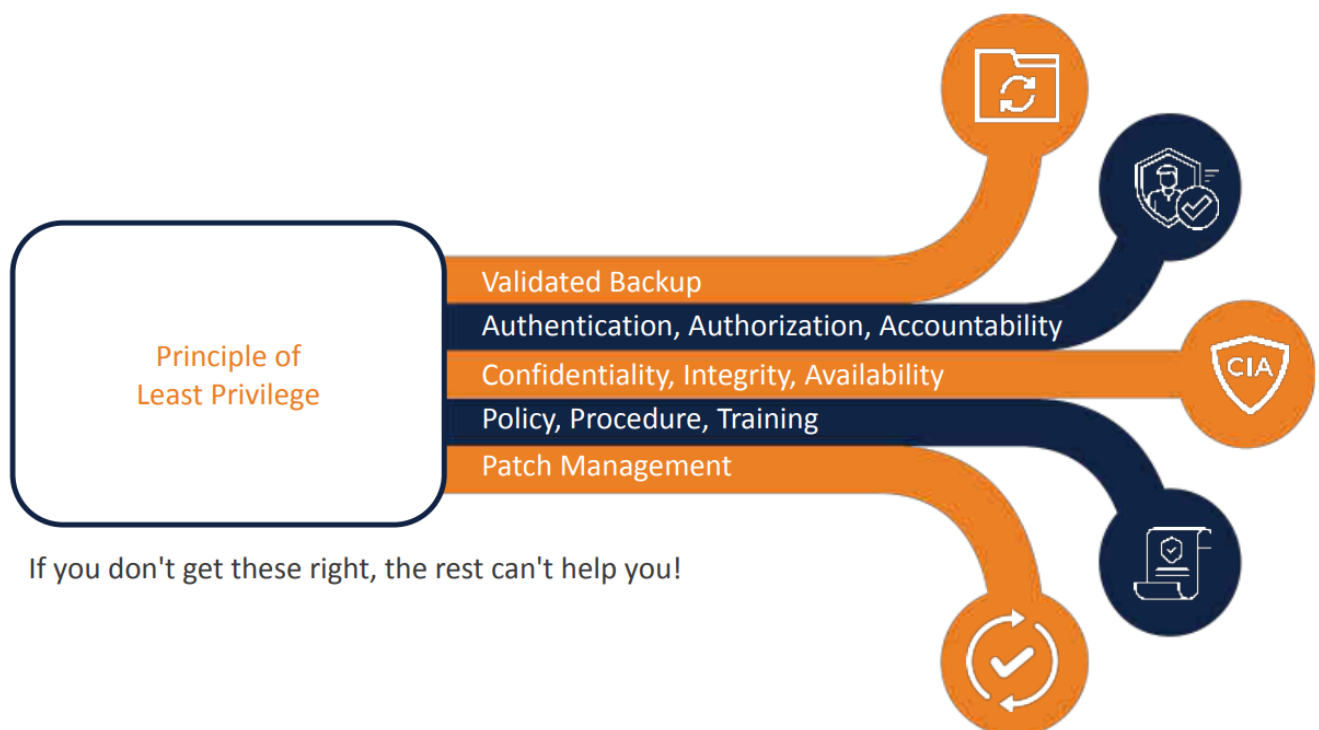 Principle of
Least Privilege
Validated Backup
Authentication, Authorization, Accountability
Confidentiality, Integrity, Availability
Policy, Procedure, Training
Patch Management
CIA
If you don't get these right, the rest can't help you!